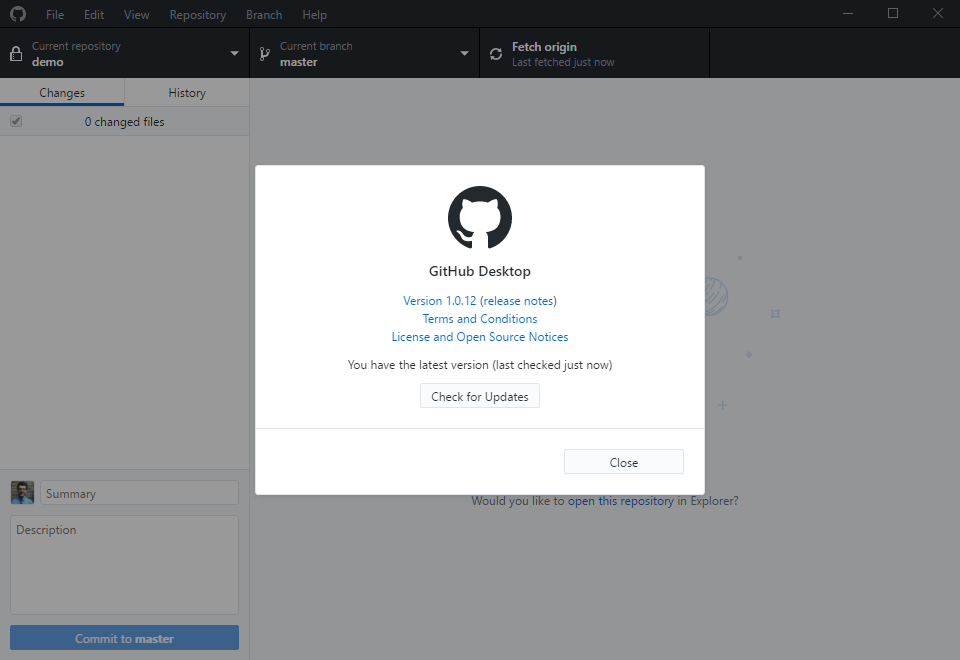 File Edit View Repository Branch Help
Current repository
demo
Current branch
master
Fetch origin
Last fetched just now
Changes History
0 changed files
GitHub Desktop
Version 1.0.12 (release notes)
Terms and Conditions
License and Open Source Notices
You have the latest version (last checked just now)
Check for Updates
Close
Would you like to open this repository in Explorer?
Summary
Description
Commit to master